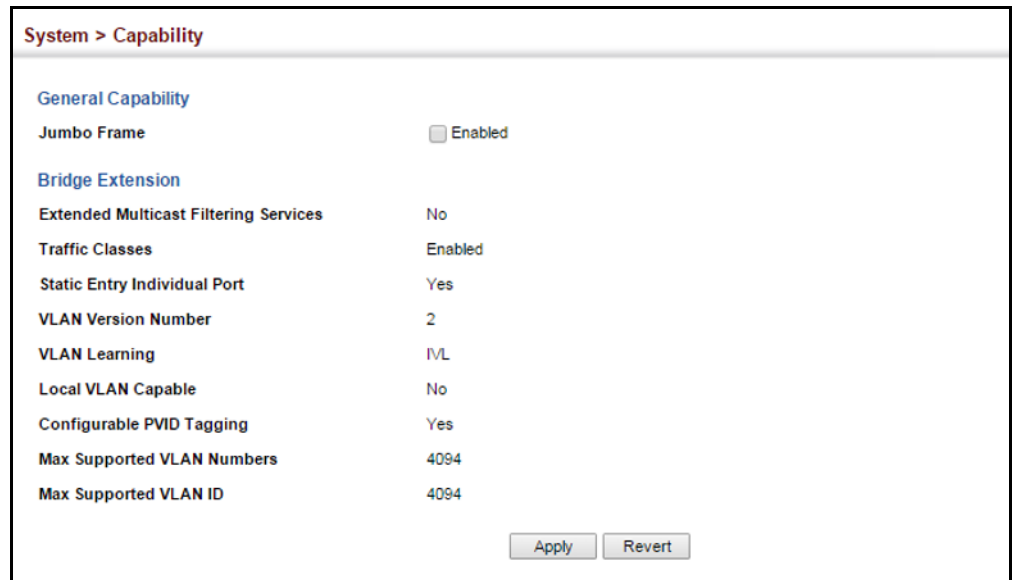 System > Capability
General Capability
Jumbo Frame Enabled
Bridge Extension
Extended Multicast Filtering Services No
Traffic Classes Enabled
Static Entry Individual Port Yes
VLAN Version Number 2
VLAN Learning IVL
Local VLAN Capable No
Configurable PVID Tagging Yes
Max Supported VLAN Numbers 4094
Max Supported VLAN ID 4094
Apply Revert